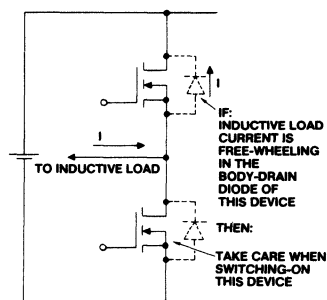 I
IF:
INDUCTIVE LOAD
CURRENT IS
FREE-WHEELING
IN THE
BODY-DRAIN
DIODE OF
THIS DEVICE
I
TO INDUCTIVE LOAD
THEN:
TAKE CARE WHEN
SWITCHING-ON
THIS DEVICE